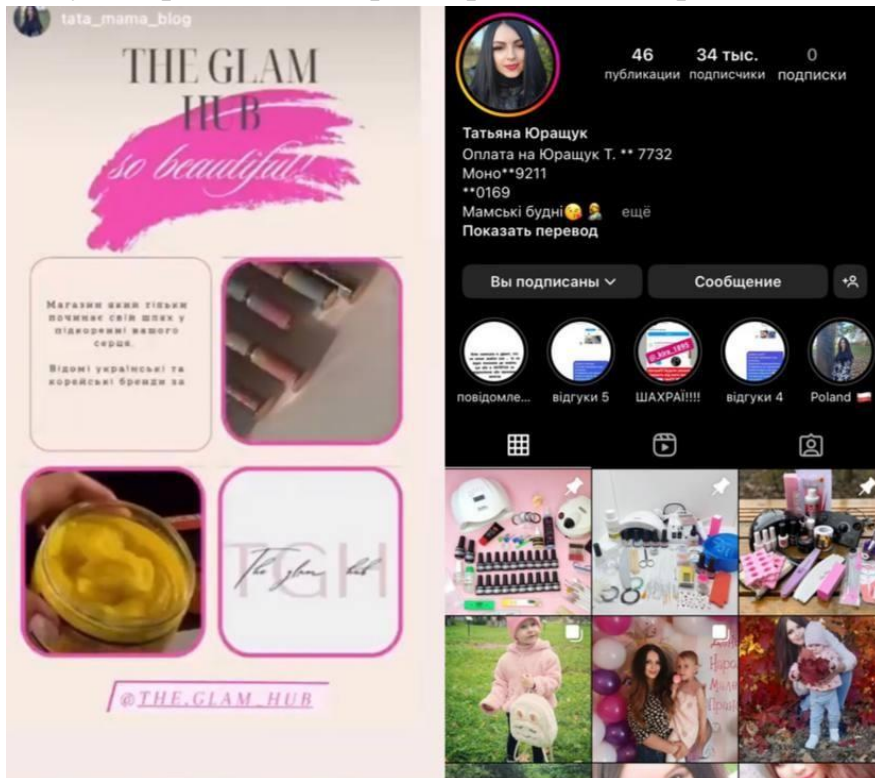 tata_mama_blog
THE GLAM
HUB
so beautiful!
Магазин який тільки
починає свій шлях у
підкоренні вашого
серця.
Відомі українські та
корейські бренди за
TGH
The glam hub
@THE.GLAM_HUB
46
34 тыс.
0
публикации
подписчики
подписки
Татьяна Юращук
Оплата на Юращук Т. ** 7732
Моно**9211
**0169
Мамські будні😘🤱 ещё
Показать перевод
Вы подписаны
Сообщение
повідомле...
відгуки 5
ШАХРАЇ!!!!
відгуки 4
Poland 🇵🇱